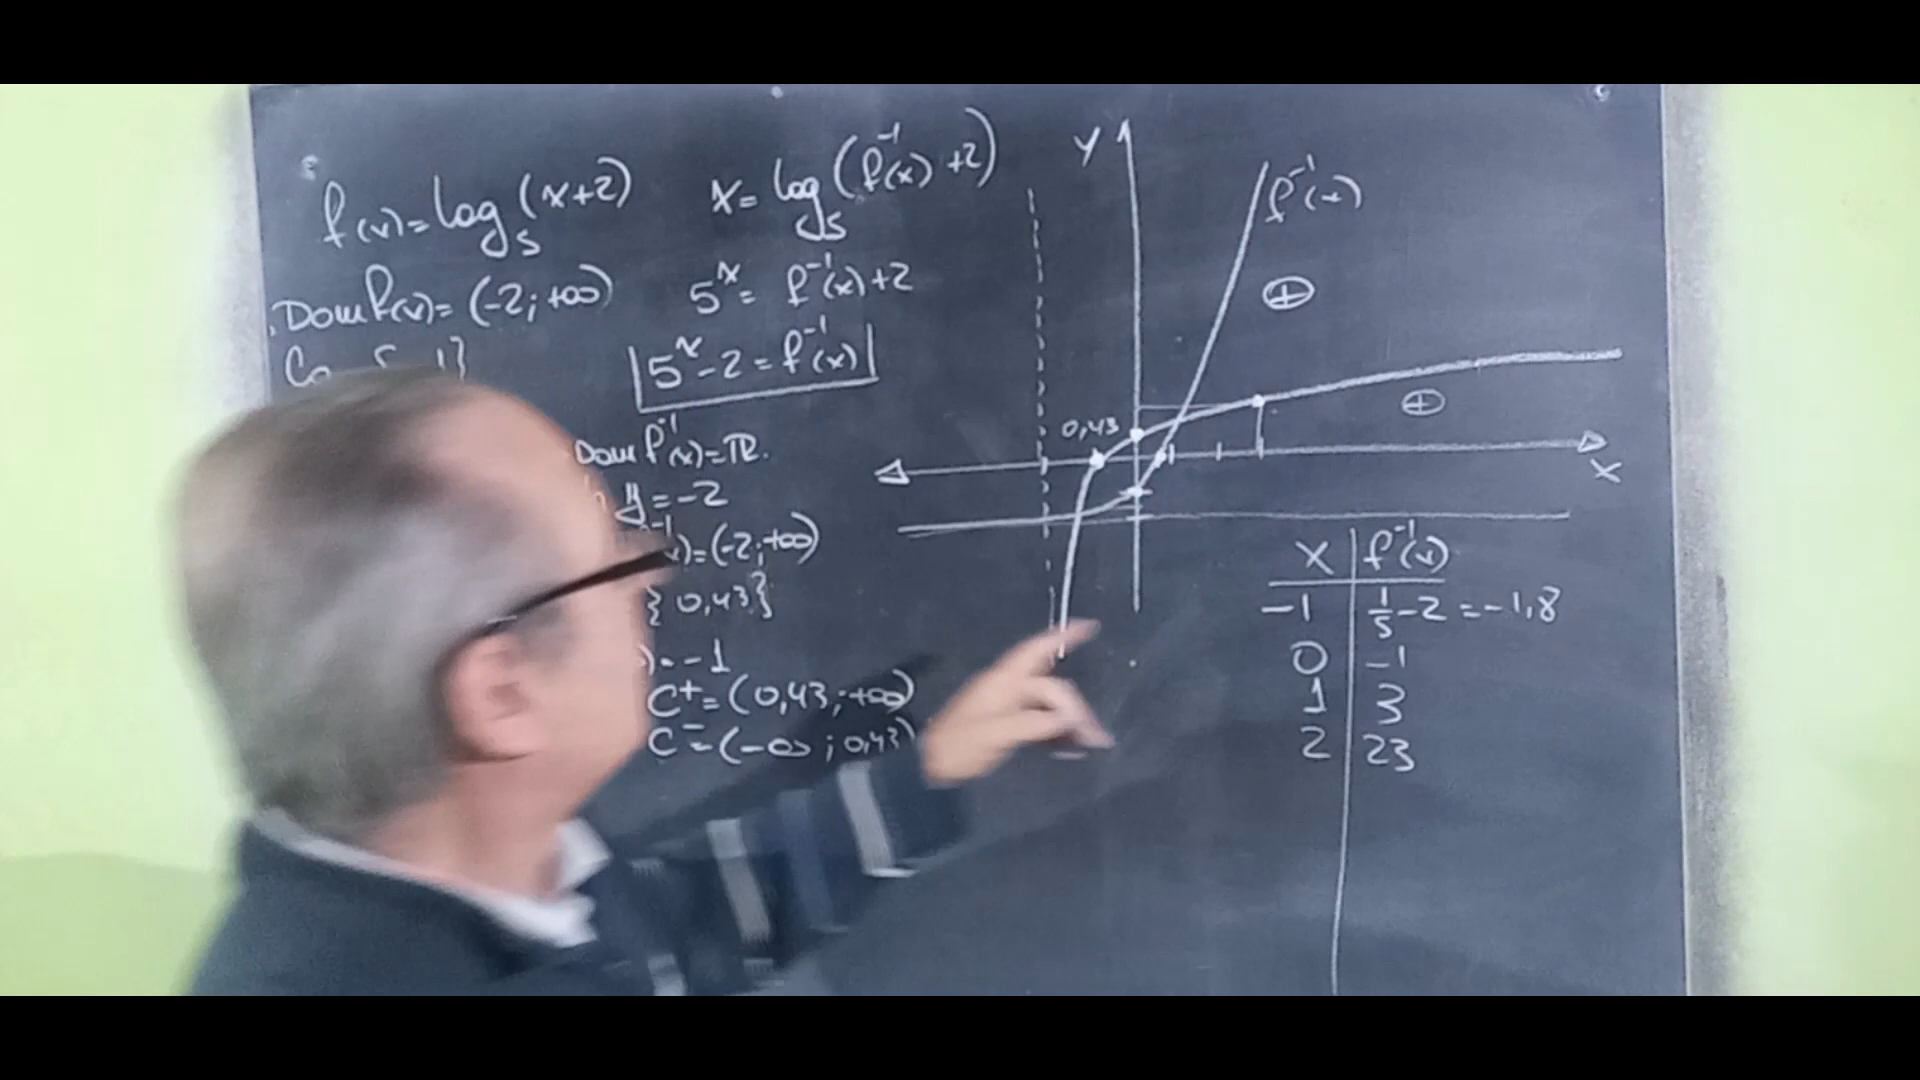 f(x)=log₅(x+2)
Dom f(x)=(-2;+∞)
x=log₅(f⁻¹(x)+2)
5ˣ=f⁻¹(x)+2
5ˣ-2=f⁻¹(x)
Dom f⁻¹(x)=ℝ.
y=-2
)=(-2;+∞)
{0,43}
)=-1
C⁺=(0,43;+∞)
C⁻=(-∞;0,43)
y
f⁻¹(x)
⊕
⊕
0,43
x
x | f⁻¹(x)
-1 | 1/5-2=-1,8
0 | -1
1 | 3
2 | 23